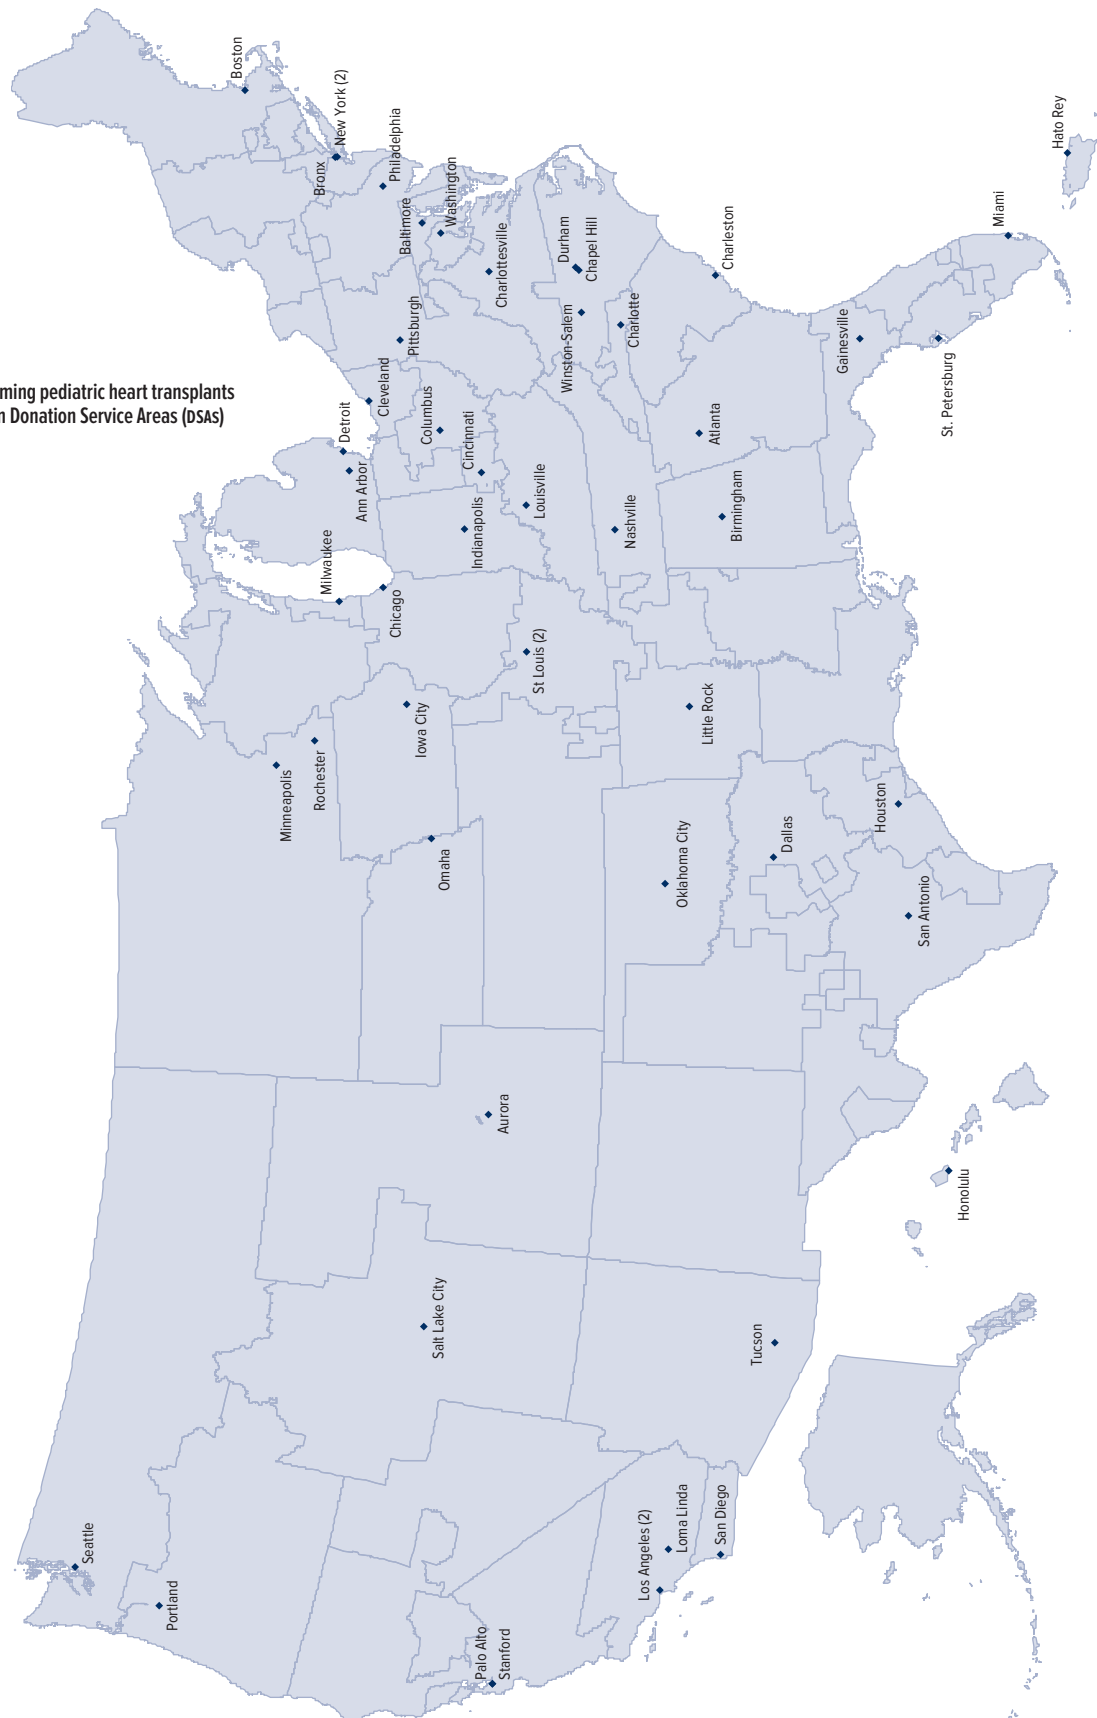 ming pediatric heart transplants
n Donation Service Areas (DSAs)
Seattle
Portland
Palo Alto
Stanford
Los Angeles (2)
Loma Linda
San Diego
Salt Lake City
Tucson
Aurora
Honolulu
Minneapolis
Rochester
Omaha
Iowa City
Oklahoma City
Dallas
San Antonio
Houston
Little Rock
St Louis (2)
Milwaukee
Chicago
Indianapolis
Louisville
Nashville
Birmingham
Ann Arbor
Detroit
Cleveland
Columbus
Cincinnati
Atlanta
Pittsburgh
Charlottesville
Winston-Salem
Durham
Chapel Hill
Charlotte
Charleston
Gainesville
St. Petersburg
Miami
Hato Rey
Boston
New York (2)
Bronx
Philadelphia
Baltimore
Washington